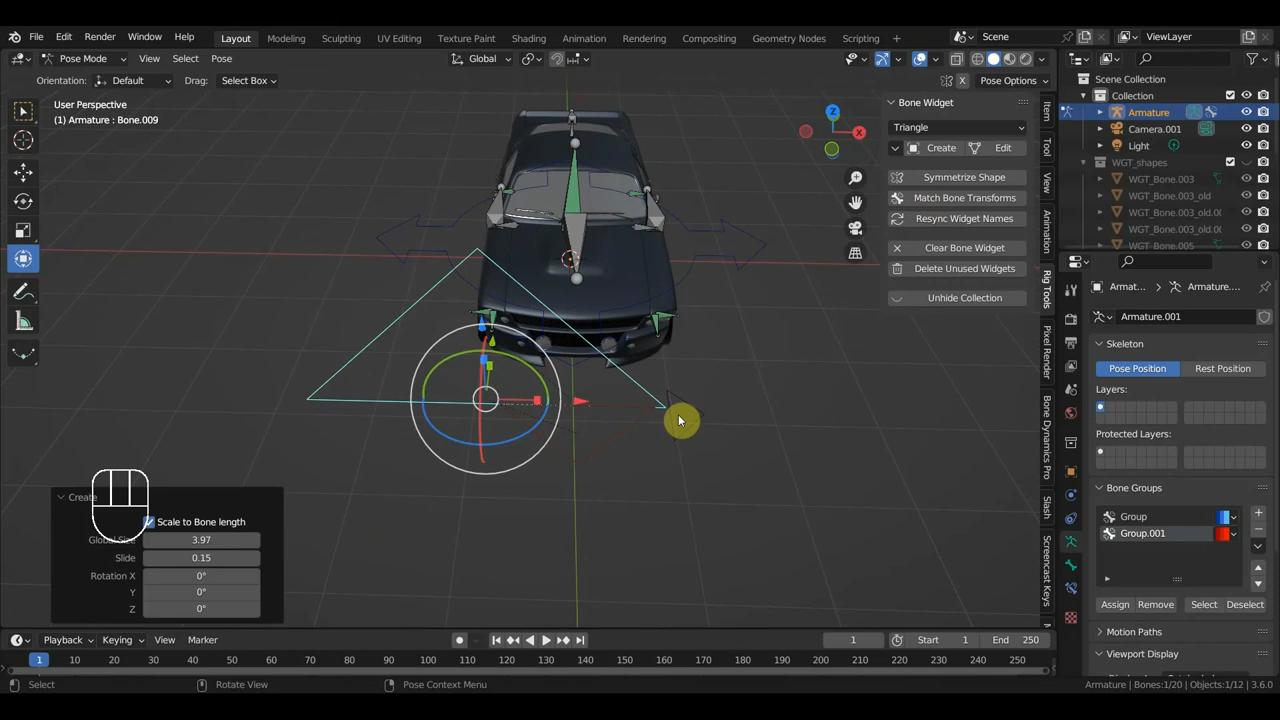 File Edit Render Window Help Layout Modeling Sculpting UV Editing Texture Paint Shading Animation Rendering Compositing Geometry Nodes Scripting + Scene ViewLayer
Pose Mode View Select Pose Global
Orientation: Default Drag: Select Box X Pose Options
User Perspective
(1) Armature : Bone.009
Z
X
Bone Widget
Triangle
Create Edit
Symmetrize Shape
Match Bone Transforms
Resync Widget Names
Clear Bone Widget
Delete Unused Widgets
Unhide Collection
Item
Tool
View
Animation
Rig Tools
Pixel Render
Bone Dynamics Pro
Slash
Screencast Keys
Scene Collection
Collection
Armature
Camera.001
Light
WGT_shapes
WGT_Bone.003
WGT_Bone.003_old
WGT_Bone.003_old.00
WGT_Bone.005
Armat... Armature....
Armature.001
Skeleton
Pose Position Rest Position
Layers:
Protected Layers:
Bone Groups
Group
Group.001
Assign Remove Select Deselect
Motion Paths
Viewport Display
Create
Scale to Bone length
Global Size 3.97
Slide 0.15
Rotation X 0°
Y 0°
Z 0°
Playback Keying View Marker 1 Start 1 End 250
1 10 20 30 40 50 60 70 80 90 100 110 120 130 140 150 160 170 180 190 200 210 220 230 240 250
Select Rotate View Pose Context Menu Armature | Bones:1/20 | Objects:1/12 | 3.6.0